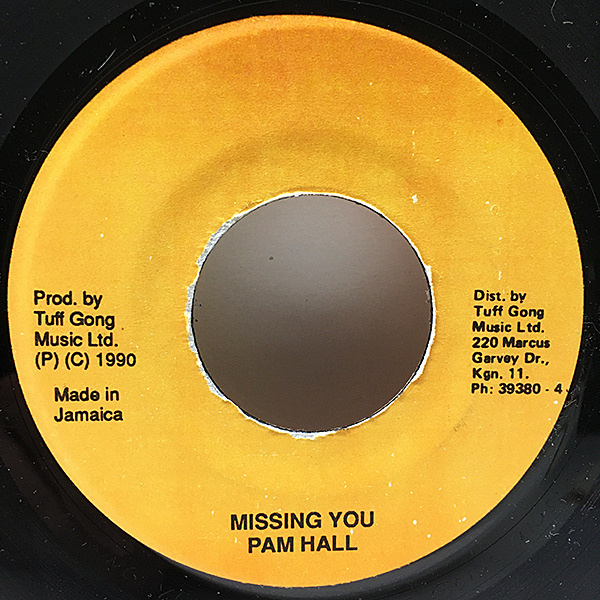 Prod. by
Tuff Gong
Music Ltd.
(P) (C) 1990
Made in
Jamaica
Dist. by
Tuff Gong
Music Ltd.
220 Marcus
Garvey Dr.,
Kgn. 11.
Ph: 39380 - 4
MISSING YOU
PAM HALL